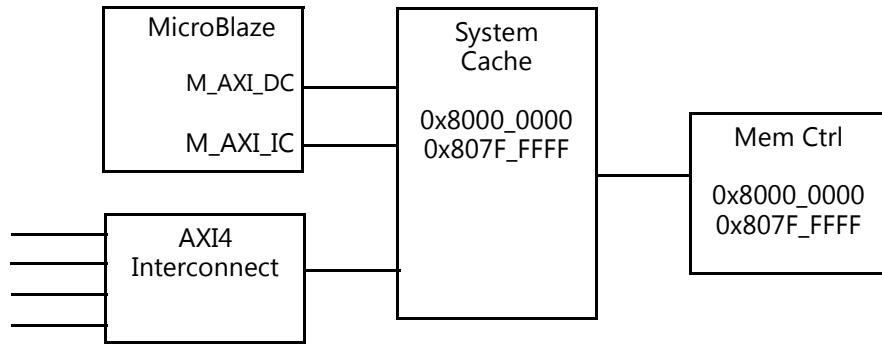 MicroBlaze
M_AXI_DC
M_AXI_IC
System
Cache
0x8000_0000
0x807F_FFFF
Mem Ctrl
0x8000_0000
0x807F_FFFF
AXI4
Interconnect